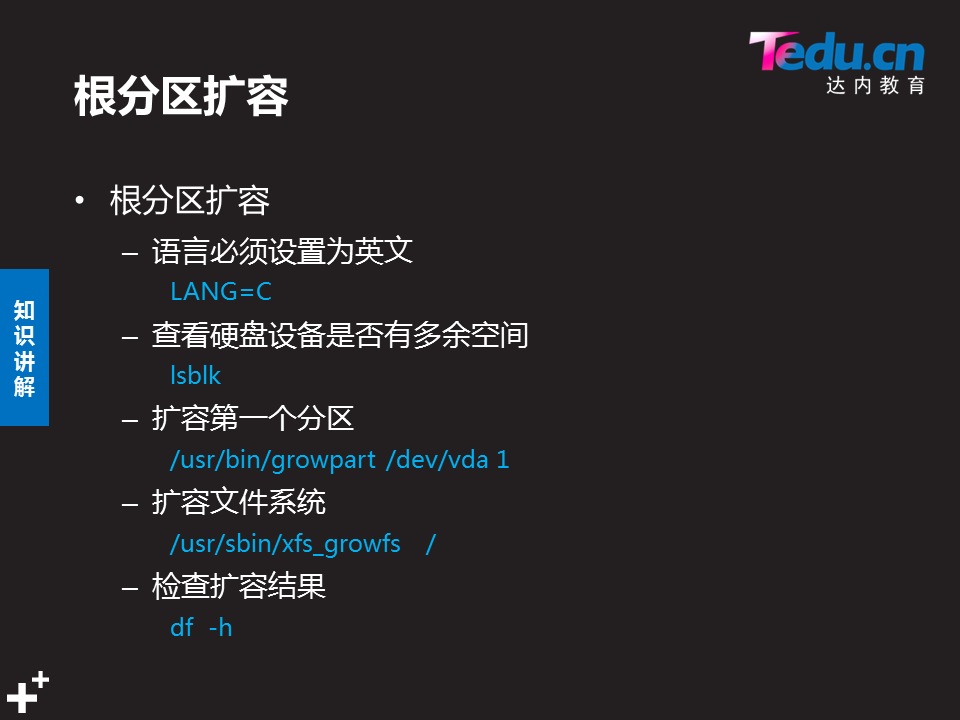 Tedu.cn
达内教育
根分区扩容
• 根分区扩容
– 语言必须设置为英文
LANG=C
– 查看硬盘设备是否有多余空间
lsblk
– 扩容第一个分区
/usr/bin/growpart /dev/vda 1
– 扩容文件系统
/usr/sbin/xfs_growfs /
– 检查扩容结果
df -h
知识讲解